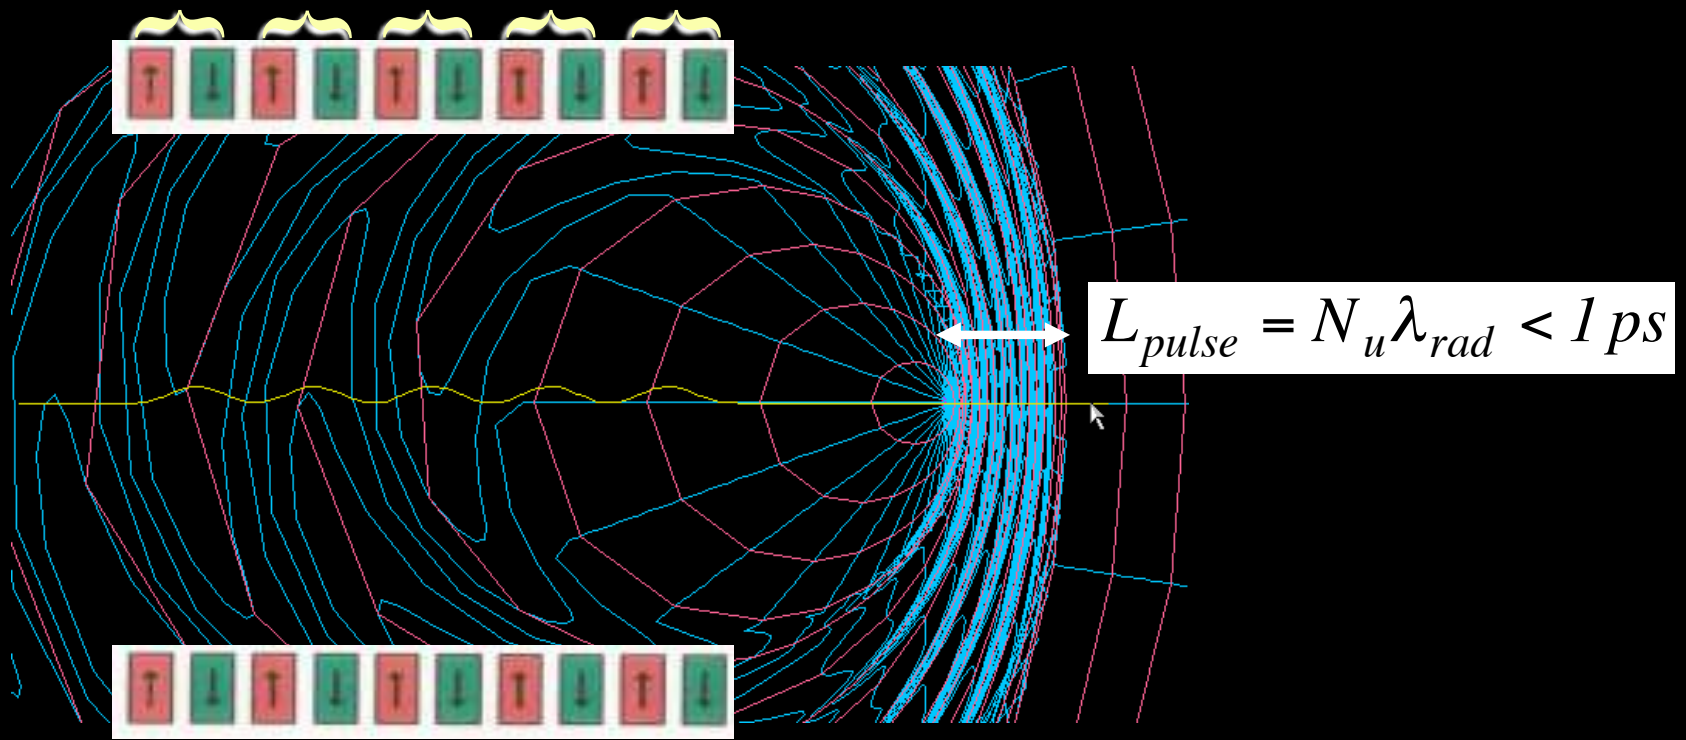 L_pulse = N_u λ_rad < 1 ps